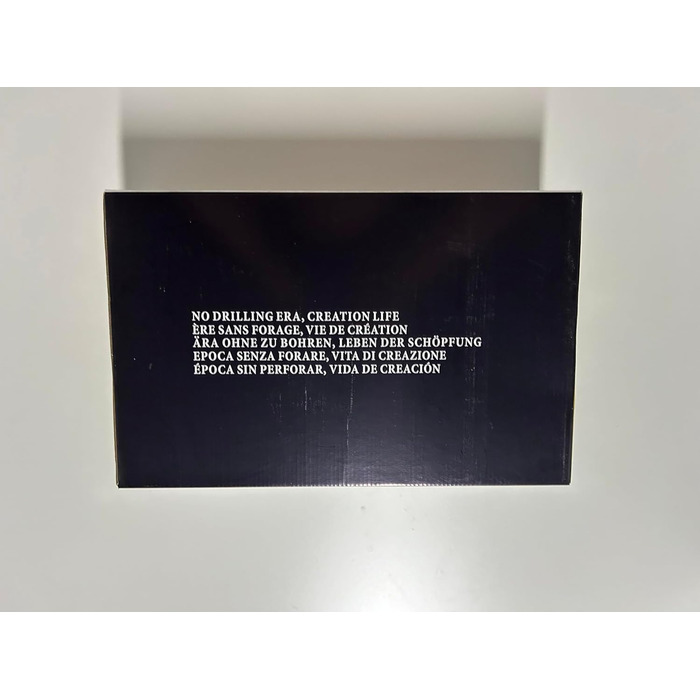 NO DRILLING ERA, CREATION LIFE
ÈRE SANS FORAGE, VIE DE CRÉATION
ÄRA OHNE ZU BOHREN, LEBEN DER SCHÖPFUNG
EPOCA SENZA FORARE, VITA DI CREAZIONE
ÉPOCA SIN PERFORAR, VIDA DE CREACIÓN